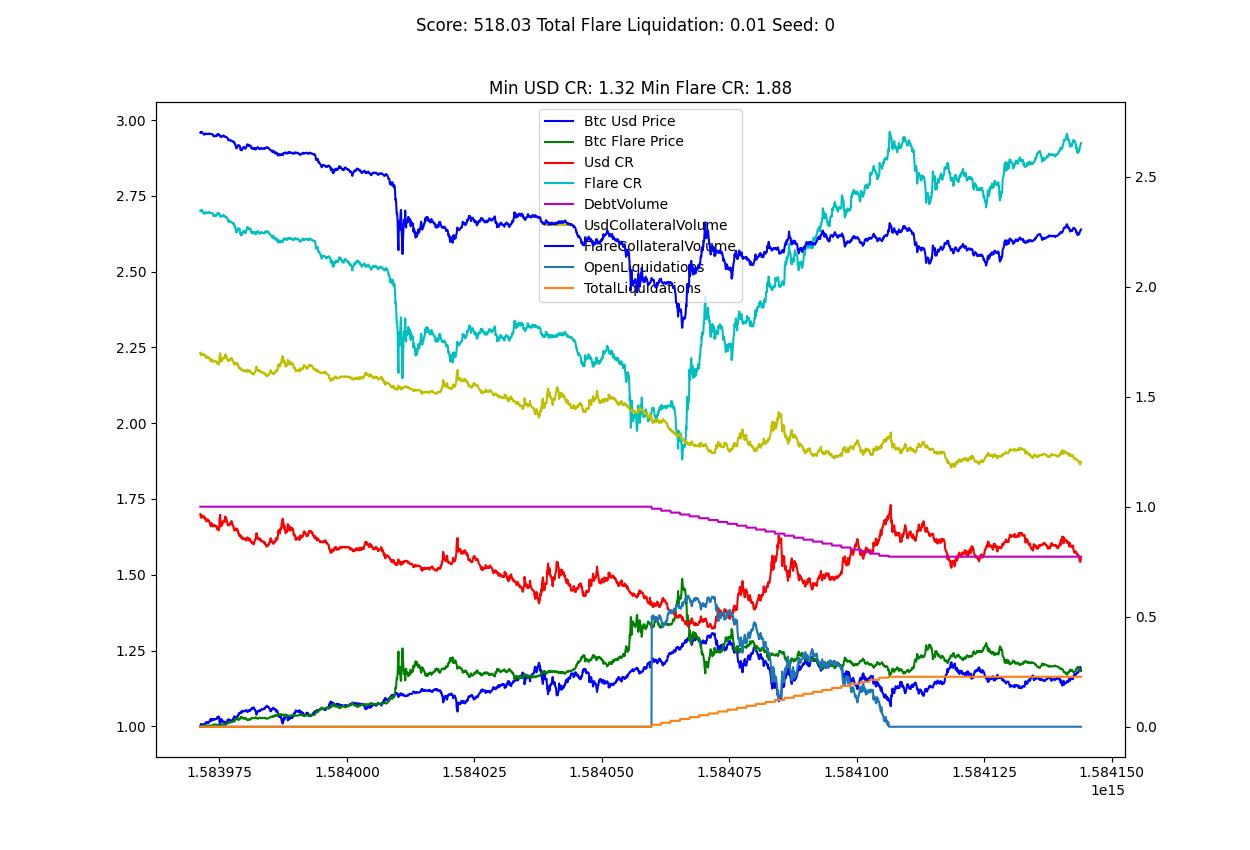 Score: 518.03 Total Flare Liquidation: 0.01 Seed: 0
Min USD CR: 1.32 Min Flare CR: 1.88
Btc Usd Price
Btc Flare Price
Usd CR
Flare CR
DebtVolume
UsdCollateralVolume
FlareCollateralVolume
OpenLiquidations
TotalLiquidations
3.00
2.75
2.50
2.25
2.00
1.75
1.50
1.25
1.00
2.5
2.0
1.5
1.0
0.5
0.0
1.583975 1.584000 1.584025 1.584050 1.584075 1.584100 1.584125 1.584150
1e15